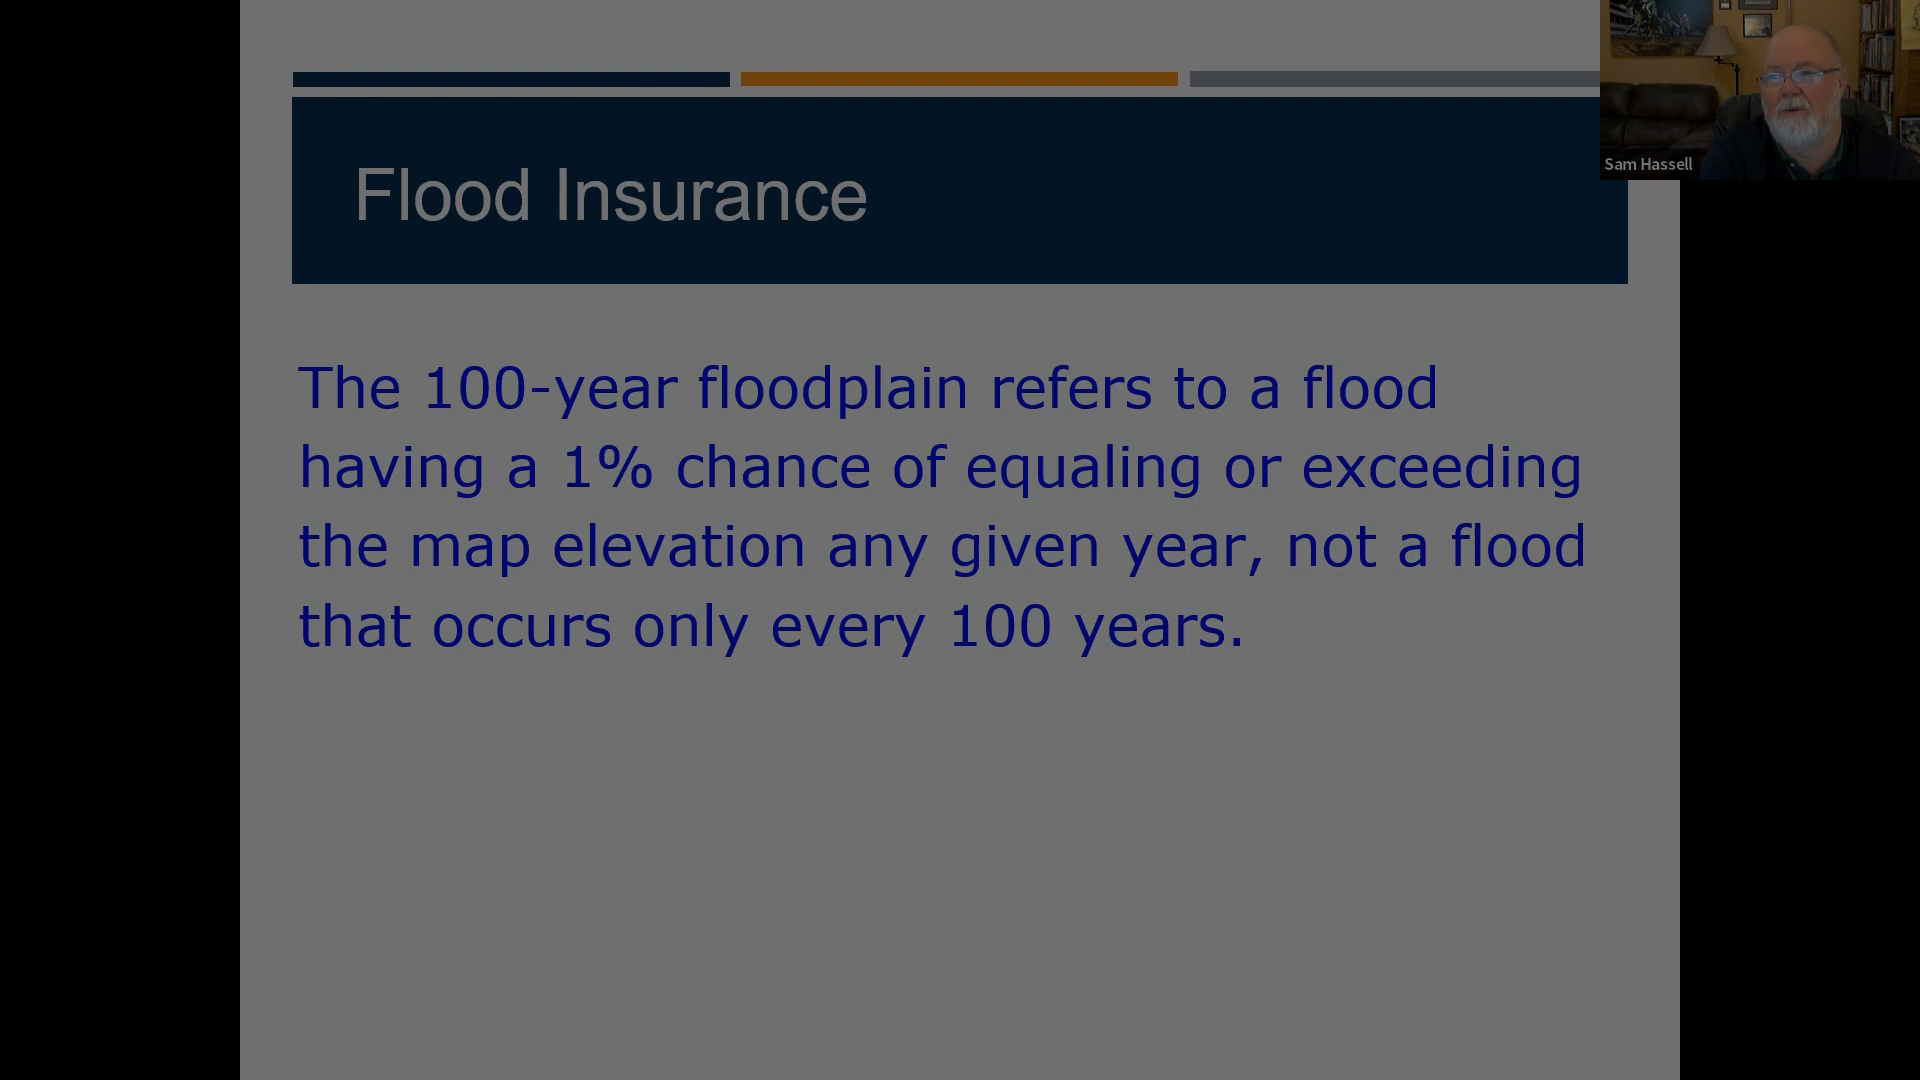 Flood Insurance
Sam Hassell
The 100-year floodplain refers to a flood
having a 1% chance of equaling or exceeding
the map elevation any given year, not a flood
that occurs only every 100 years.